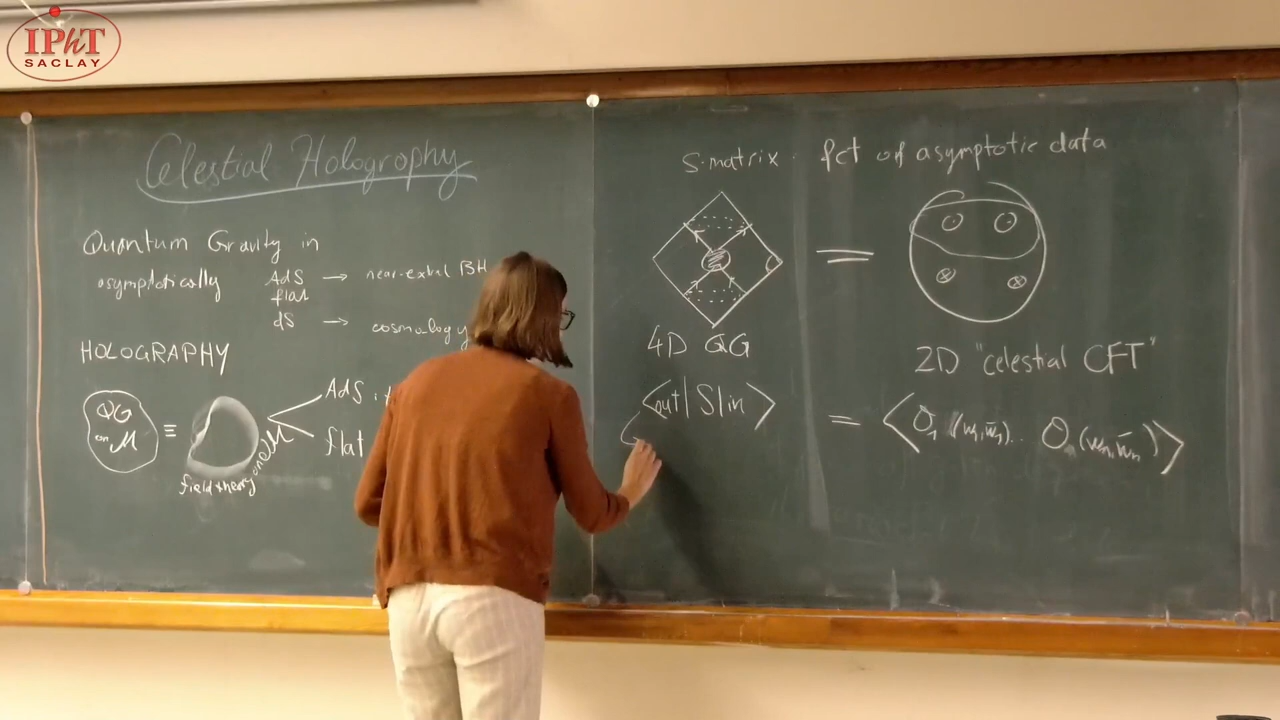 IPhT
SACLAY
Celestial Holography
Quantum Gravity in
asymptotically AdS → near-extal BH
flat
dS → cosmology
HOLOGRAPHY
QG
on M
≡
field theory
on ∂M
AdS :
flat
S-matrix : fct of asymptotic data
=
4D QG
2D "celestial CFT"
<out|S|in>
= <O₁ (w₁, w̄₁) .. Oₙ (wₙ, w̄ₙ)>